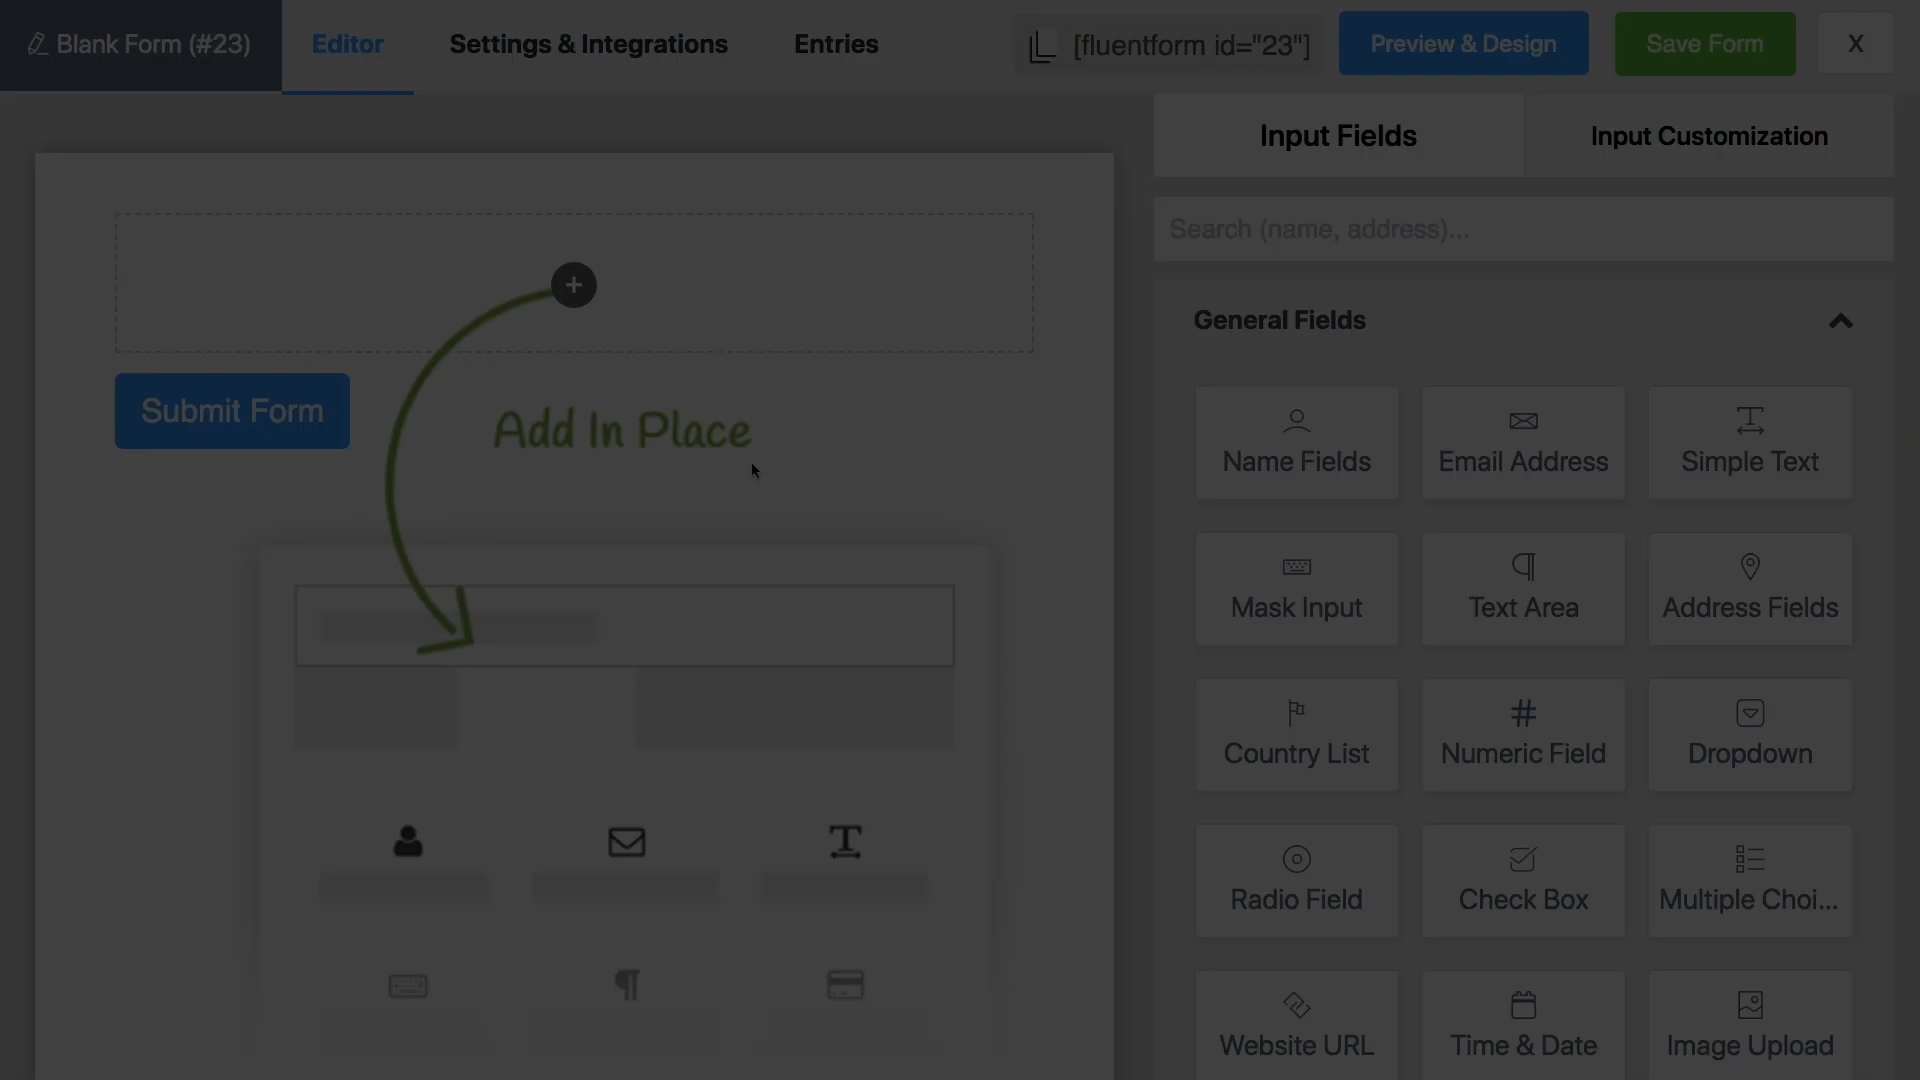 Blank Form (#23)
Editor
Settings & Integrations
Entries
[fluentform id="23"]
Preview & Design
Save Form
X
Input Fields
Input Customization
Search (name, address)...
General Fields
Submit Form
Add In Place
Name Fields
Email Address
Simple Text
Mask Input
Text Area
Address Fields
Country List
Numeric Field
Dropdown
Radio Field
Check Box
Multiple Choi...
Website URL
Time & Date
Image Upload